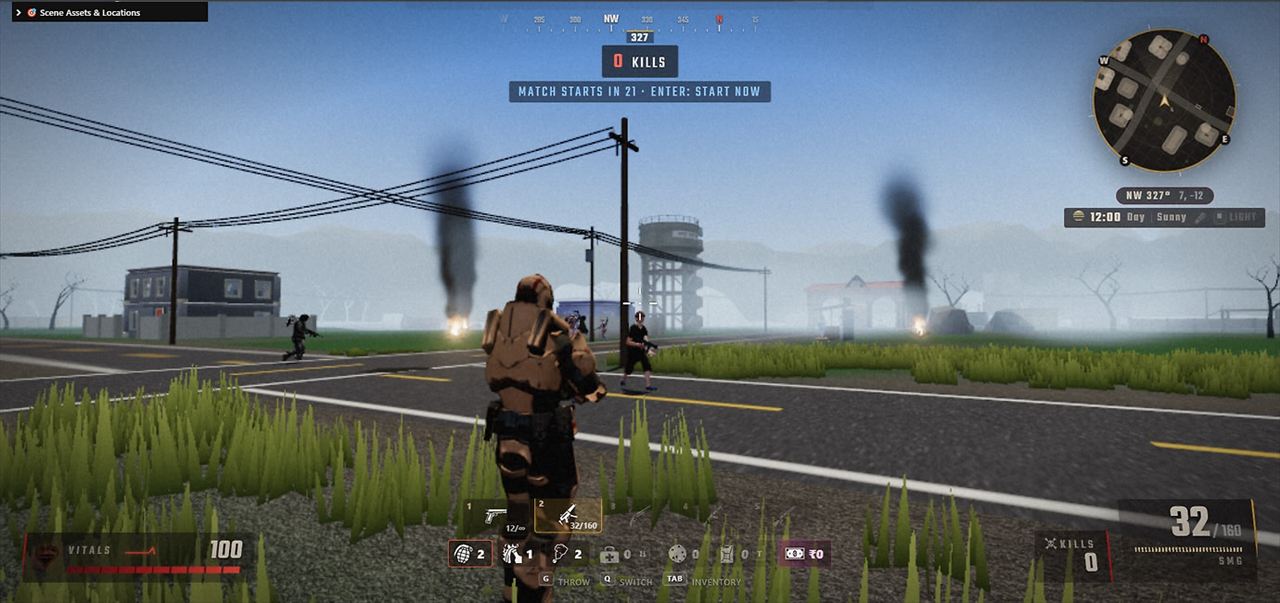 Scene Assets & Locations
W 285 300 NW 330 345 N 15
327
0 KILLS
MATCH STARTS IN 21 · ENTER: START NOW
N
W
E
S
NW 327° 7, -12
12:00 Day Sunny N LIGHT
VITALS 100
1 12/∞
2 32/160
3
4
2 1 2 0 H 0 0 T ₹0
G THROW Q SWITCH TAB INVENTORY
KILLS
0
32 / 160
SMG